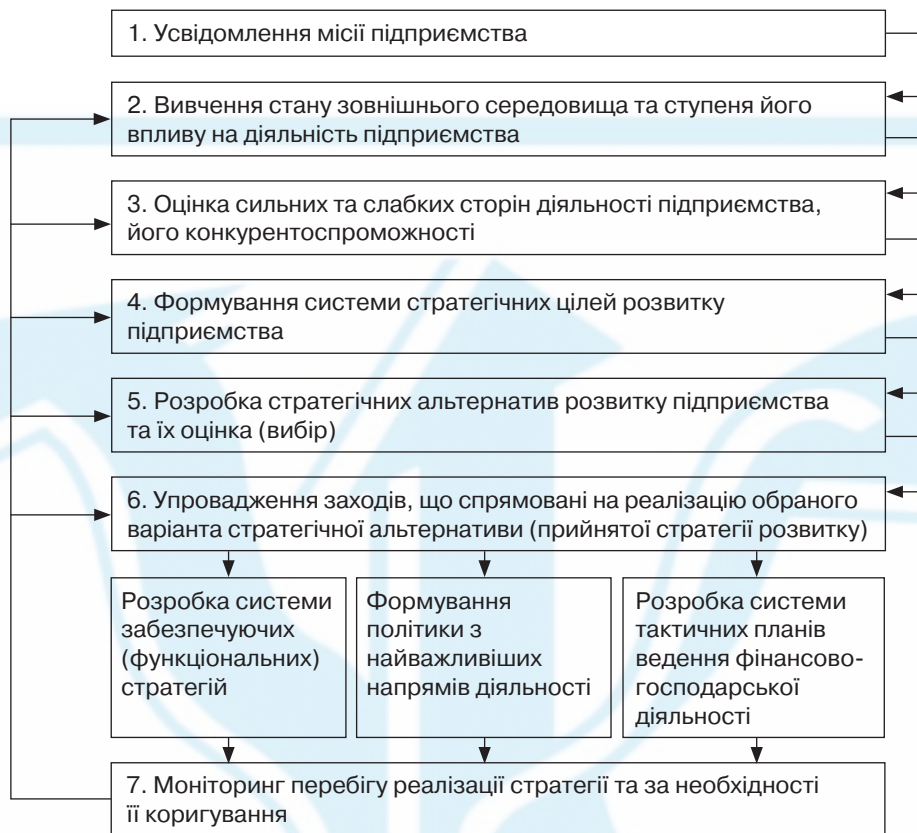 1. Усвідомлення місії підприємства
2. Вивчення стану зовнішнього середовища та ступеня його
впливу на діяльність підприємства
3. Оцінка сильних та слабких сторін діяльності підприємства,
його конкурентоспроможності
4. Формування системи стратегічних цілей розвитку
підприємства
5. Розробка стратегічних альтернатив розвитку підприємства
та їх оцінка (вибір)
6. Упровадження заходів, що спрямовані на реалізацію обраного
варіанта стратегічної альтернативи (прийнятої стратегії розвитку)
Розробка системи
забезпечуючих
(функціональних)
стратегій
Формування
політики з
найважливіших
напрямів діяльності
Розробка системи
тактичних планів
ведення фінансово-
господарської
діяльності
7. Моніторинг перебігу реалізації стратегії та за необхідності
її коригування